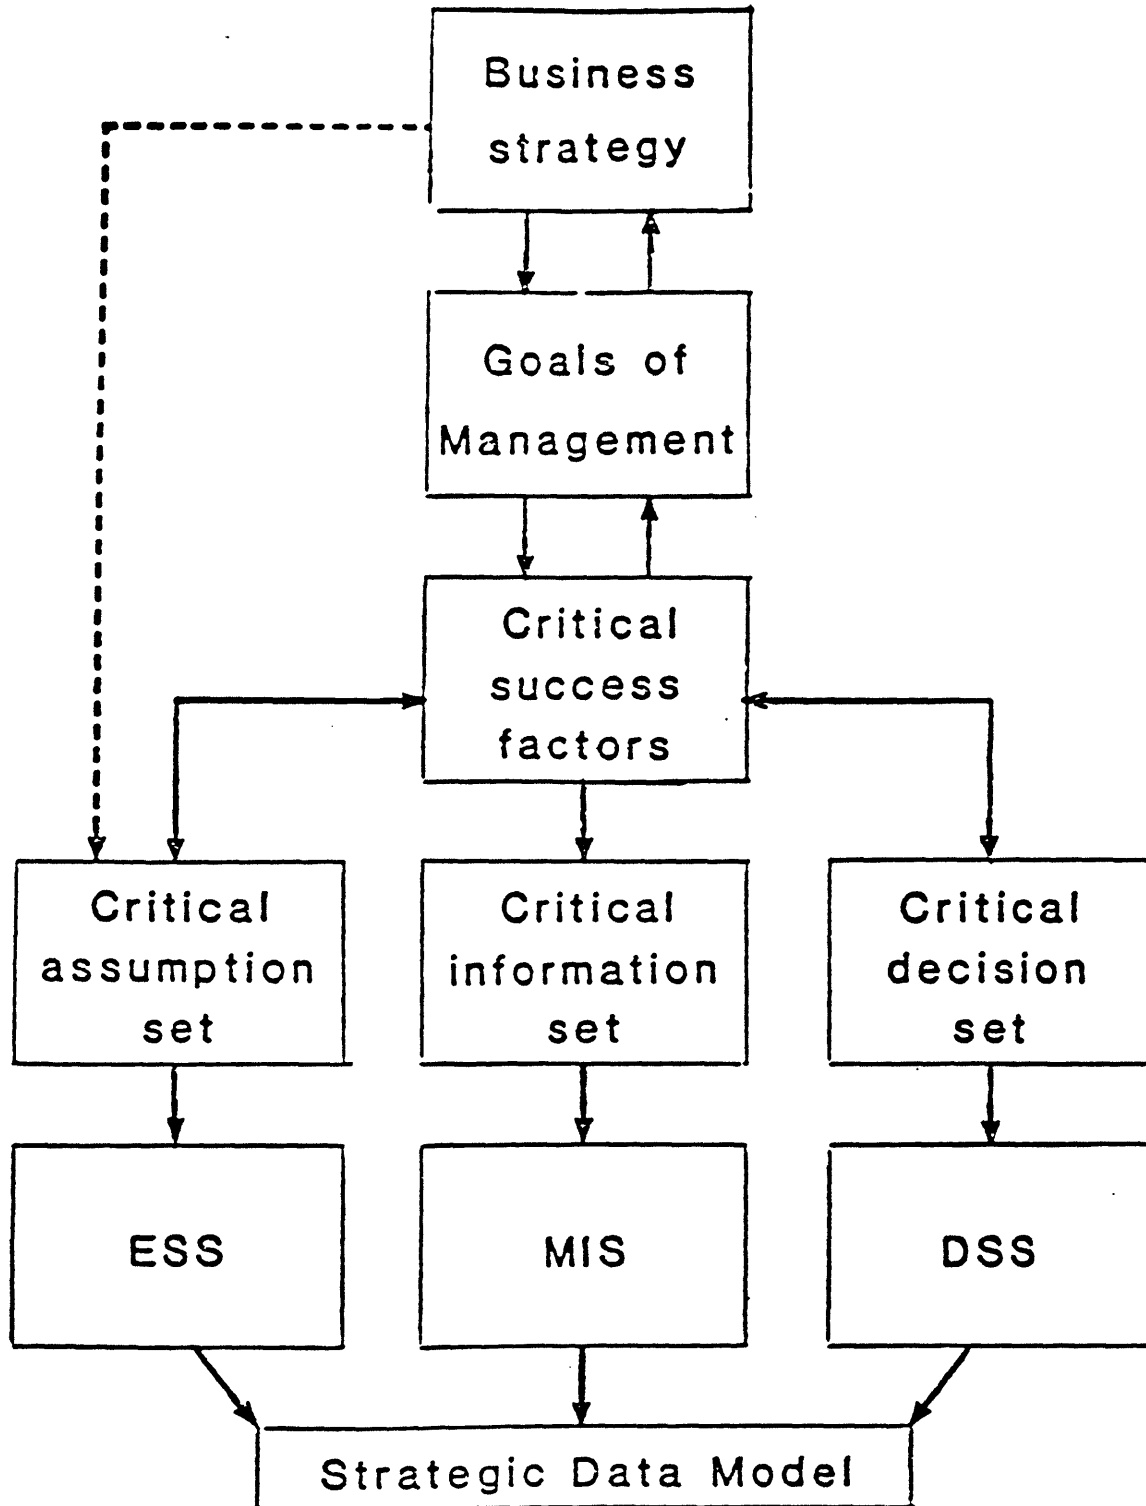 Business
strategy
Goals of
Management
Critical
success
factors
Critical
assumption
set
Critical
information
set
Critical
decision
set
ESS
MIS
DSS
Strategic Data Model